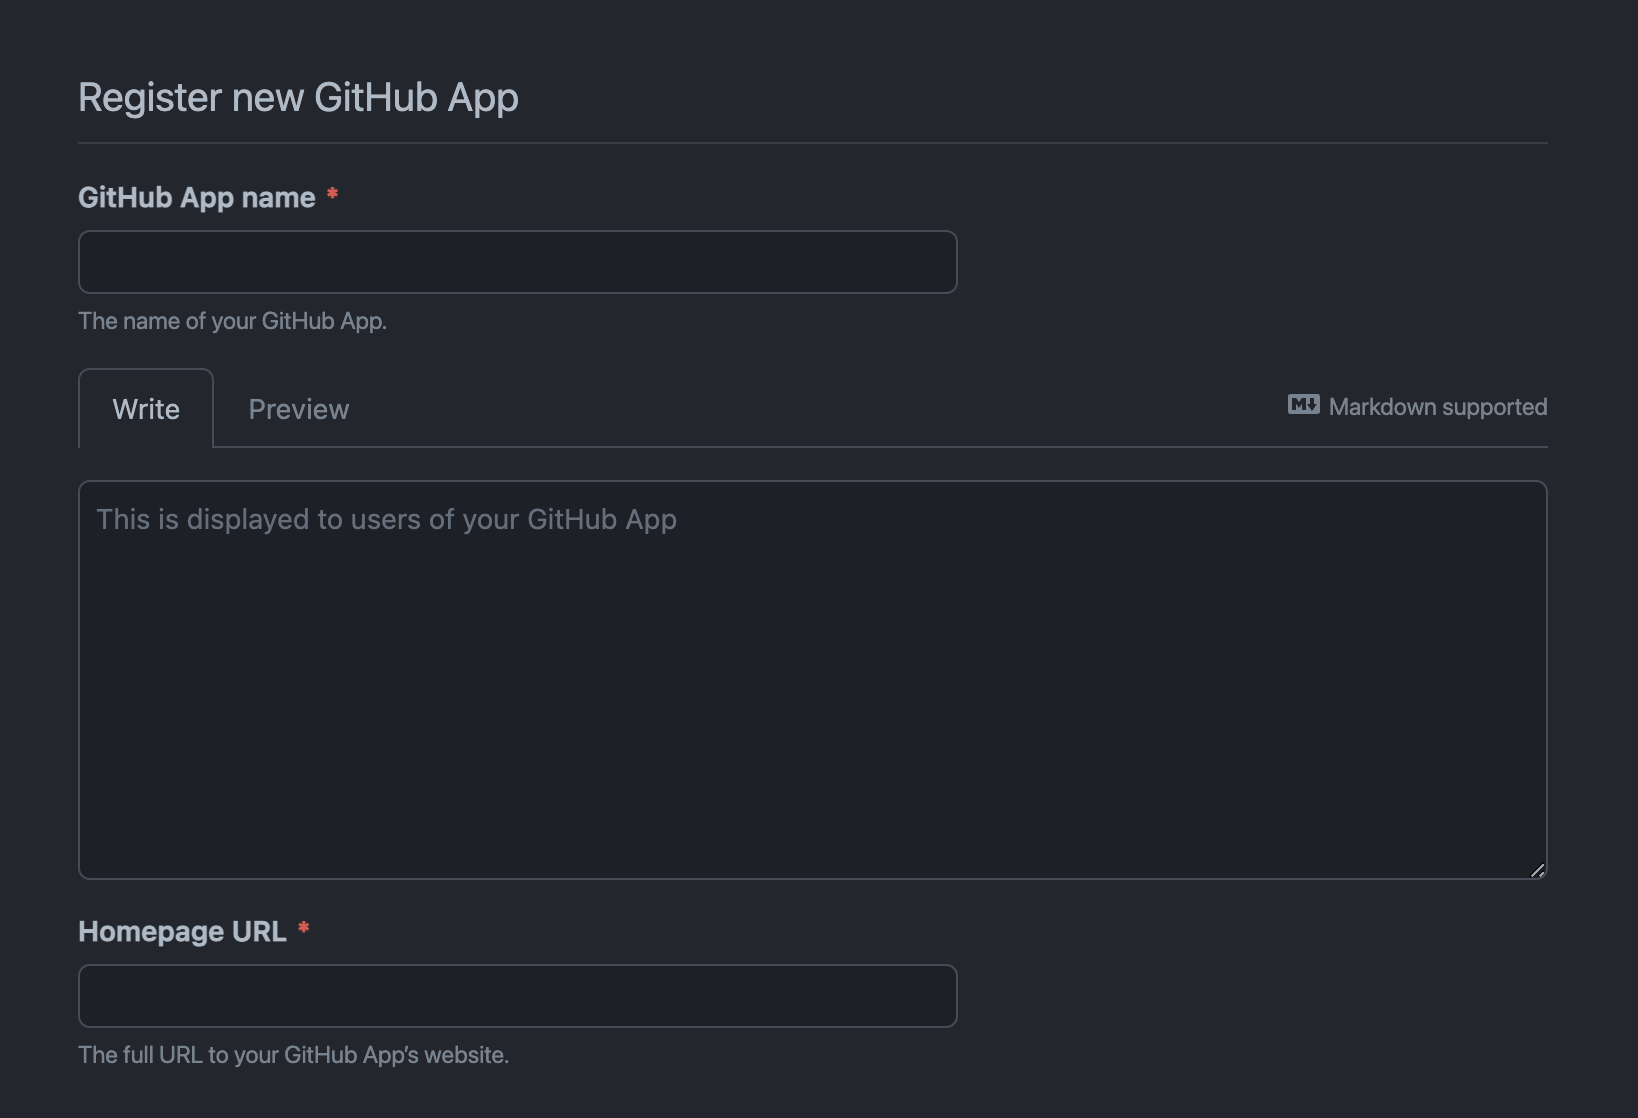 Register new GitHub App
GitHub App name *
The name of your GitHub App.
Write Preview Markdown supported
This is displayed to users of your GitHub App
Homepage URL *
The full URL to your GitHub App’s website.